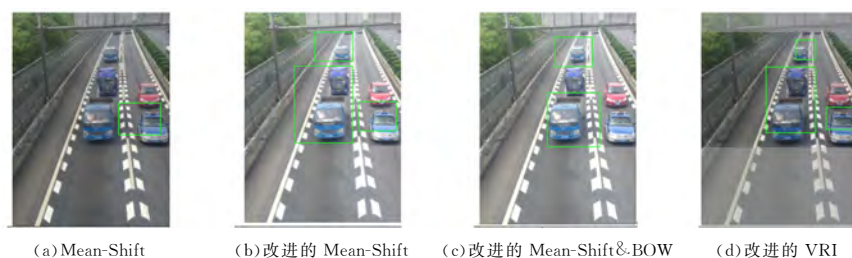 (a)Mean-Shift
(b)改进的 Mean-Shift
(c)改进的 Mean-Shift&BOW
(d)改进的 VRI